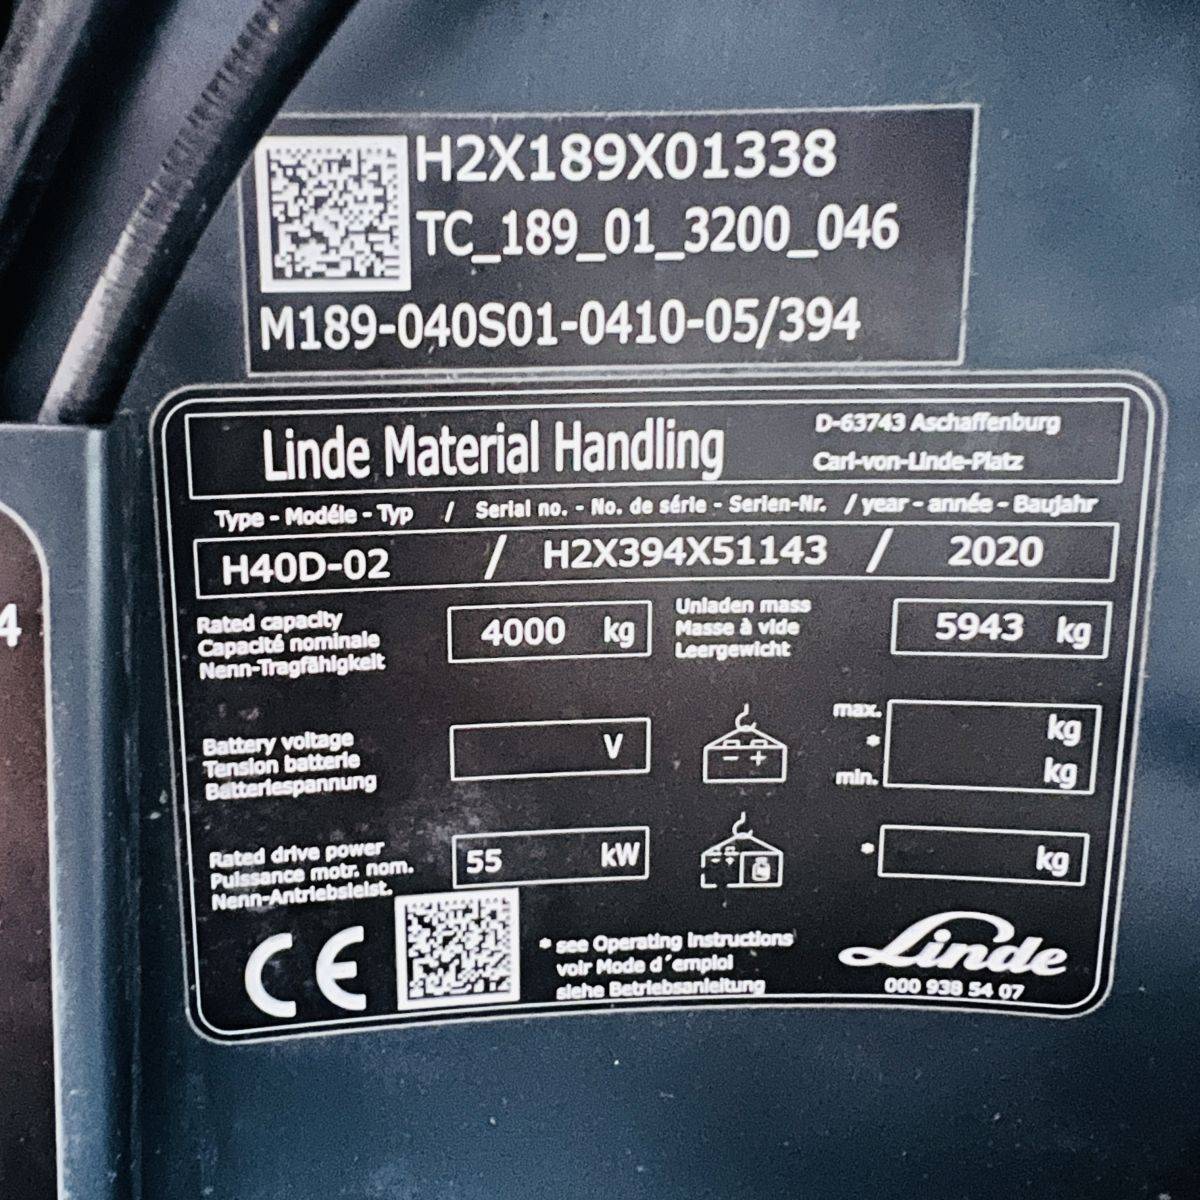 H2X189X01338
TC_189_01_3200_046
M189-040S01-0410-05/394
Linde Material Handling
D-63743 Aschaffenburg
Carl-von-Linde-Platz
Type - Modéle - Typ / Serial no. - No. de série - Serien-Nr. / year - année - Baujahr
H40D-02 / H2X394X51143 / 2020
Rated capacity
Capacité nominale
Nenn-Tragfähigkeit
4000 kg
Unladen mass
Masse à vide
Leergewicht
5943 kg
Battery voltage
Tension batterie
Batteriespannung
V
- +
max.
*
min.
kg
kg
Rated drive power
Puissance motr. nom.
Nenn-Antriebsleist.
55 kW
- +
* kg
CE
* see Operating Instructions
voir Mode d´emploi
siehe Betriebsanleitung
Linde
000 938 54 07
4